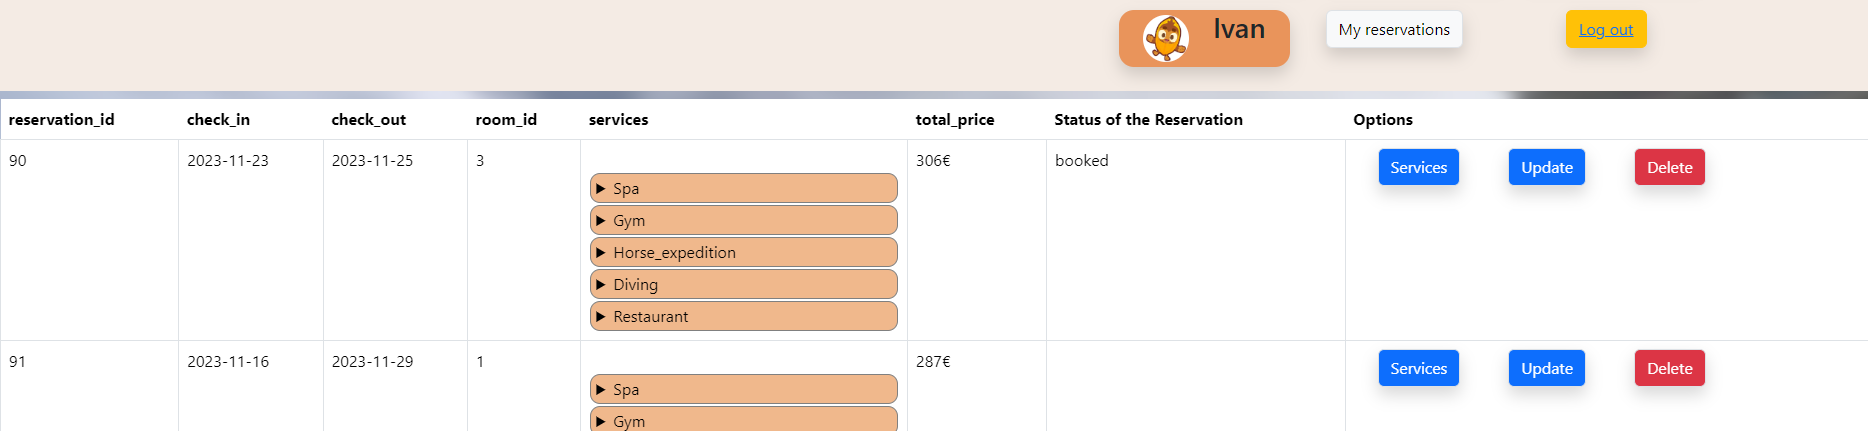 Ivan My reservations Log out
reservation_id check_in check_out room_id services total_price Status of the Reservation Options
90 2023-11-23 2023-11-25 3 306€ booked Services Update Delete
Spa
Gym
Horse_expedition
Diving
Restaurant
91 2023-11-16 2023-11-29 1 287€ Services Update Delete
Spa
Gym